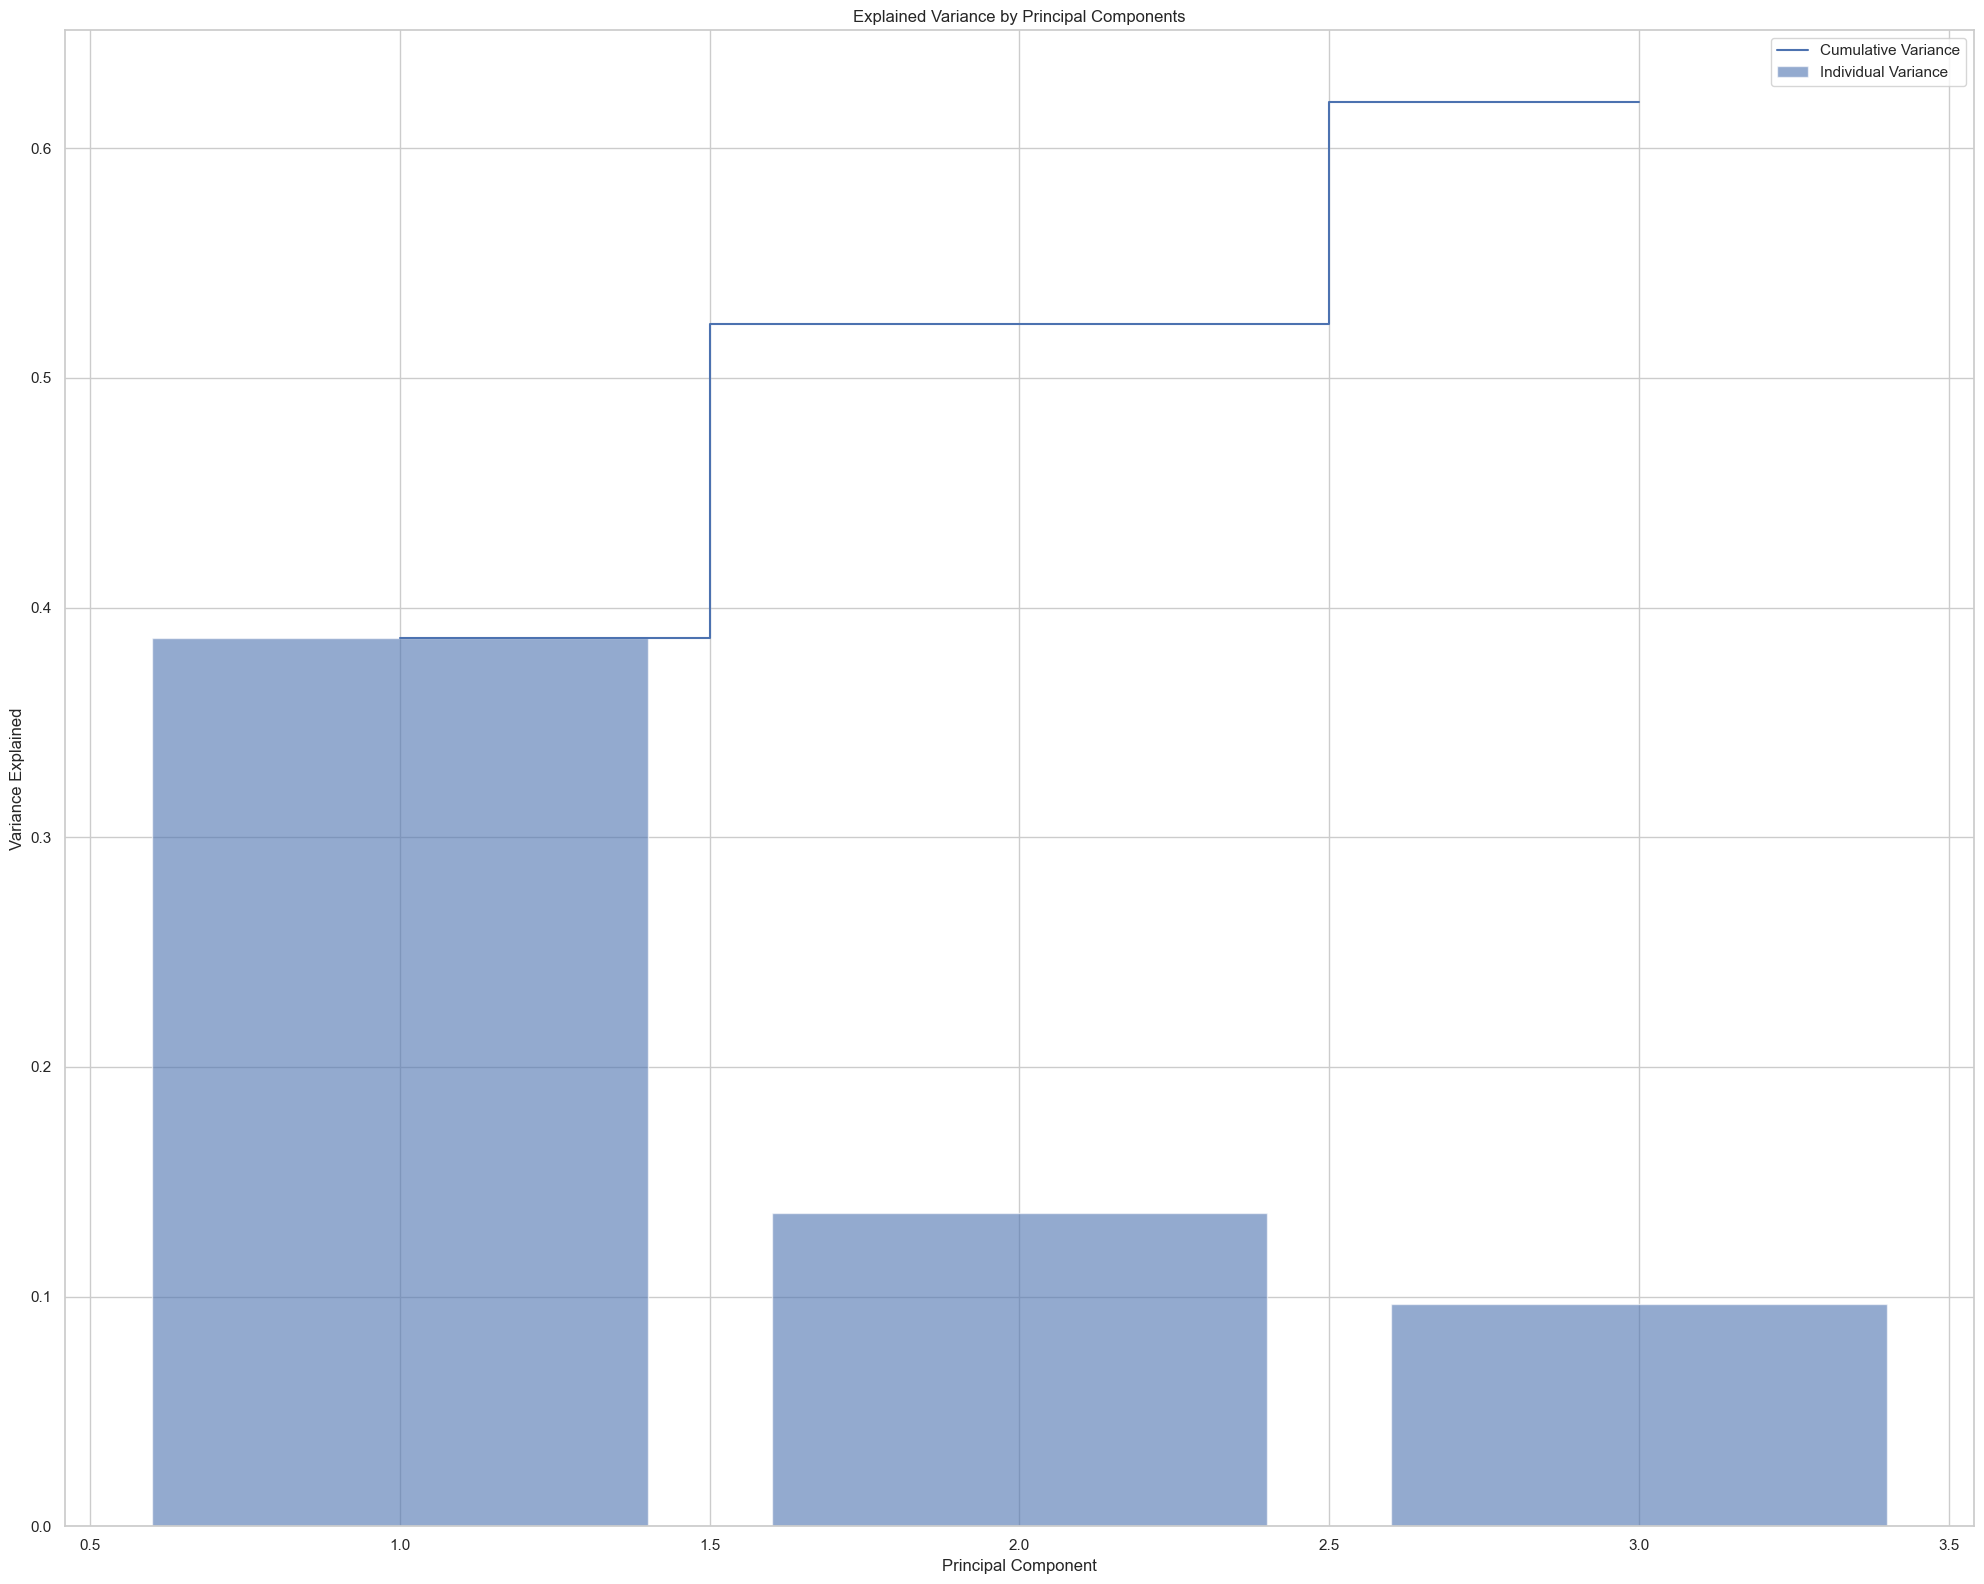 Explained Variance by Principal Components
Cumulative Variance
Individual Variance
0.6
0.5
0.4
0.3
0.2
0.1
0.0
Variance Explained
0.5 1.0 1.5 2.0 2.5 3.0 3.5
Principal Component